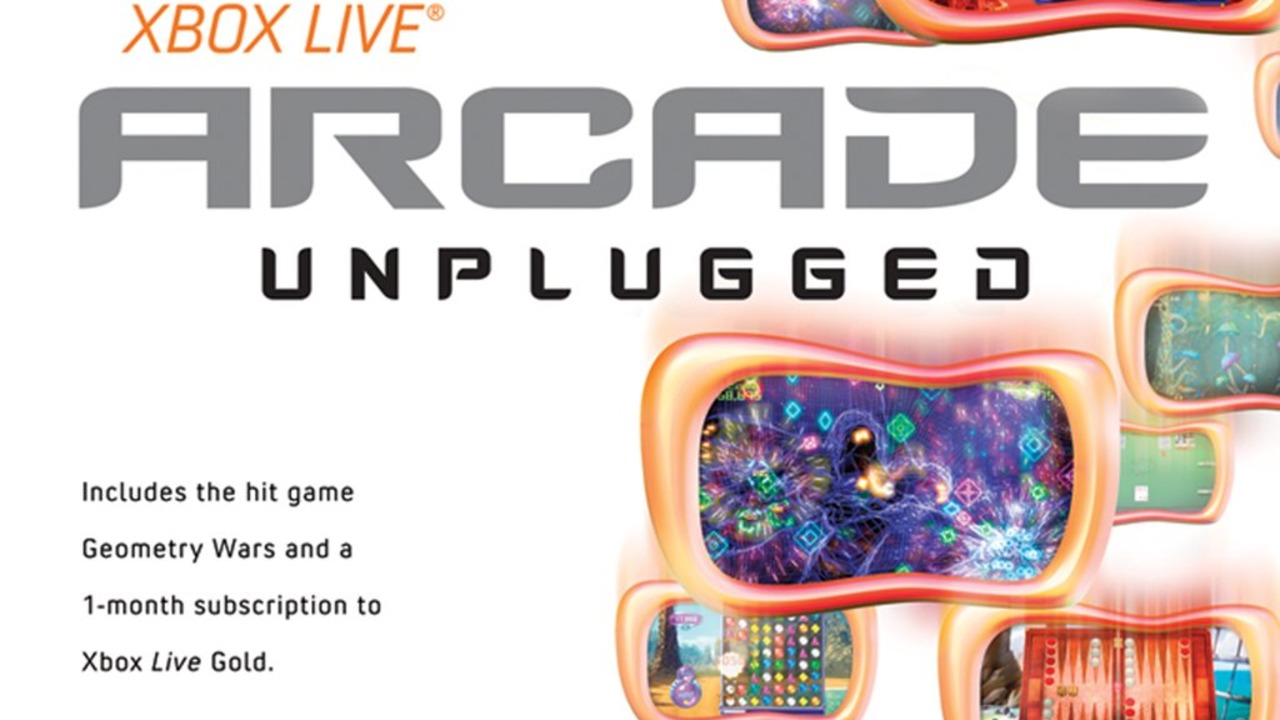 XBOX LIVE®
ARCADE
UNPLUGGED
Includes the hit game
Geometry Wars and a
1-month subscription to
Xbox Live Gold.